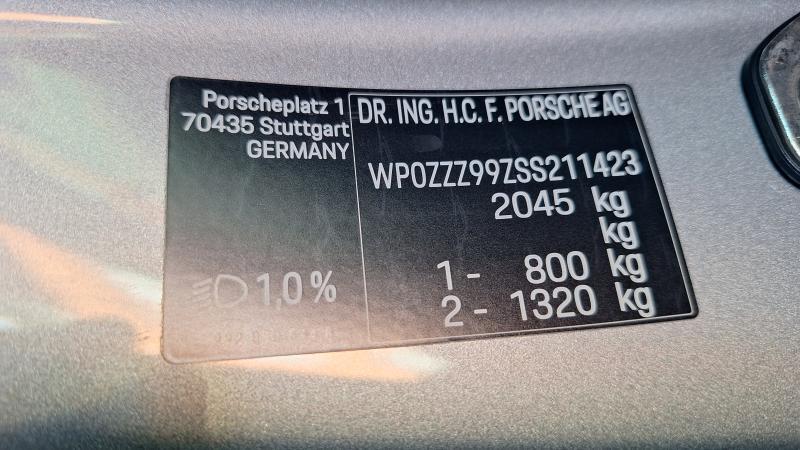 Porscheplatz 1
70435 Stuttgart
GERMANY
1,0 %
DR. ING. H.C. F. PORSCHE AG
WP0ZZZ99ZSS211423
2045 kg
kg
1 - 800 kg
2 - 1320 kg